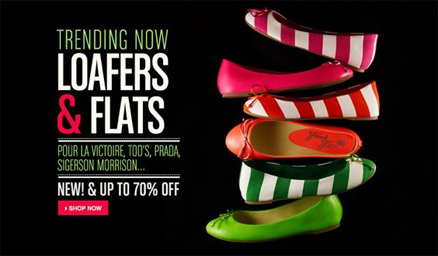 TRENDING NOW
LOAFERS
& FLATS
POUR LA VICTOIRE, TOD'S, PRADA,
SIGERSON MORRISON...
NEW! & UP TO 70% OFF
SHOP NOW